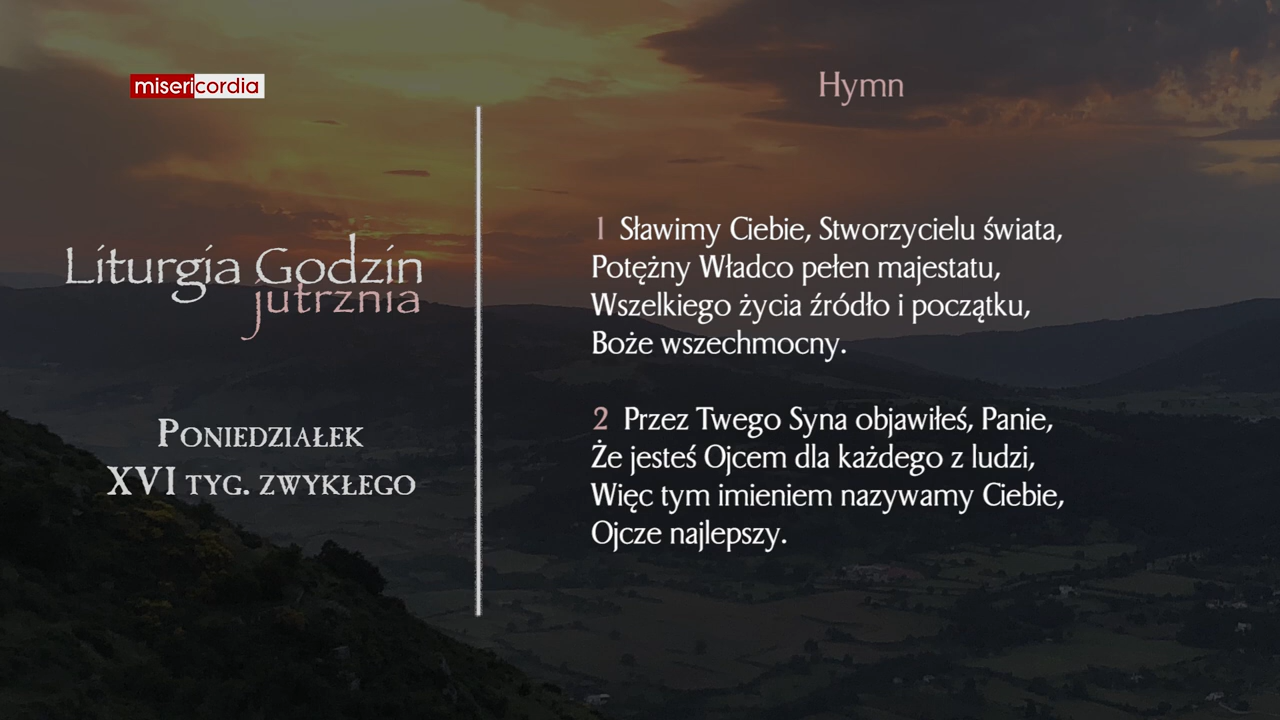 misericordia
Liturgia Godzin
jutrznia
Poniedziałek
XVI tyg. zwykłego
Hymn
1 Sławimy Ciebie, Stworzycielu świata,
Potężny Władco pełen majestatu,
Wszelkiego życia źródło i początku,
Boże wszechmocny.
2 Przez Twego Syna objawiłeś, Panie,
Że jesteś Ojcem dla każdego z ludzi,
Więc tym imieniem nazywamy Ciebie,
Ojcze najlepszy.